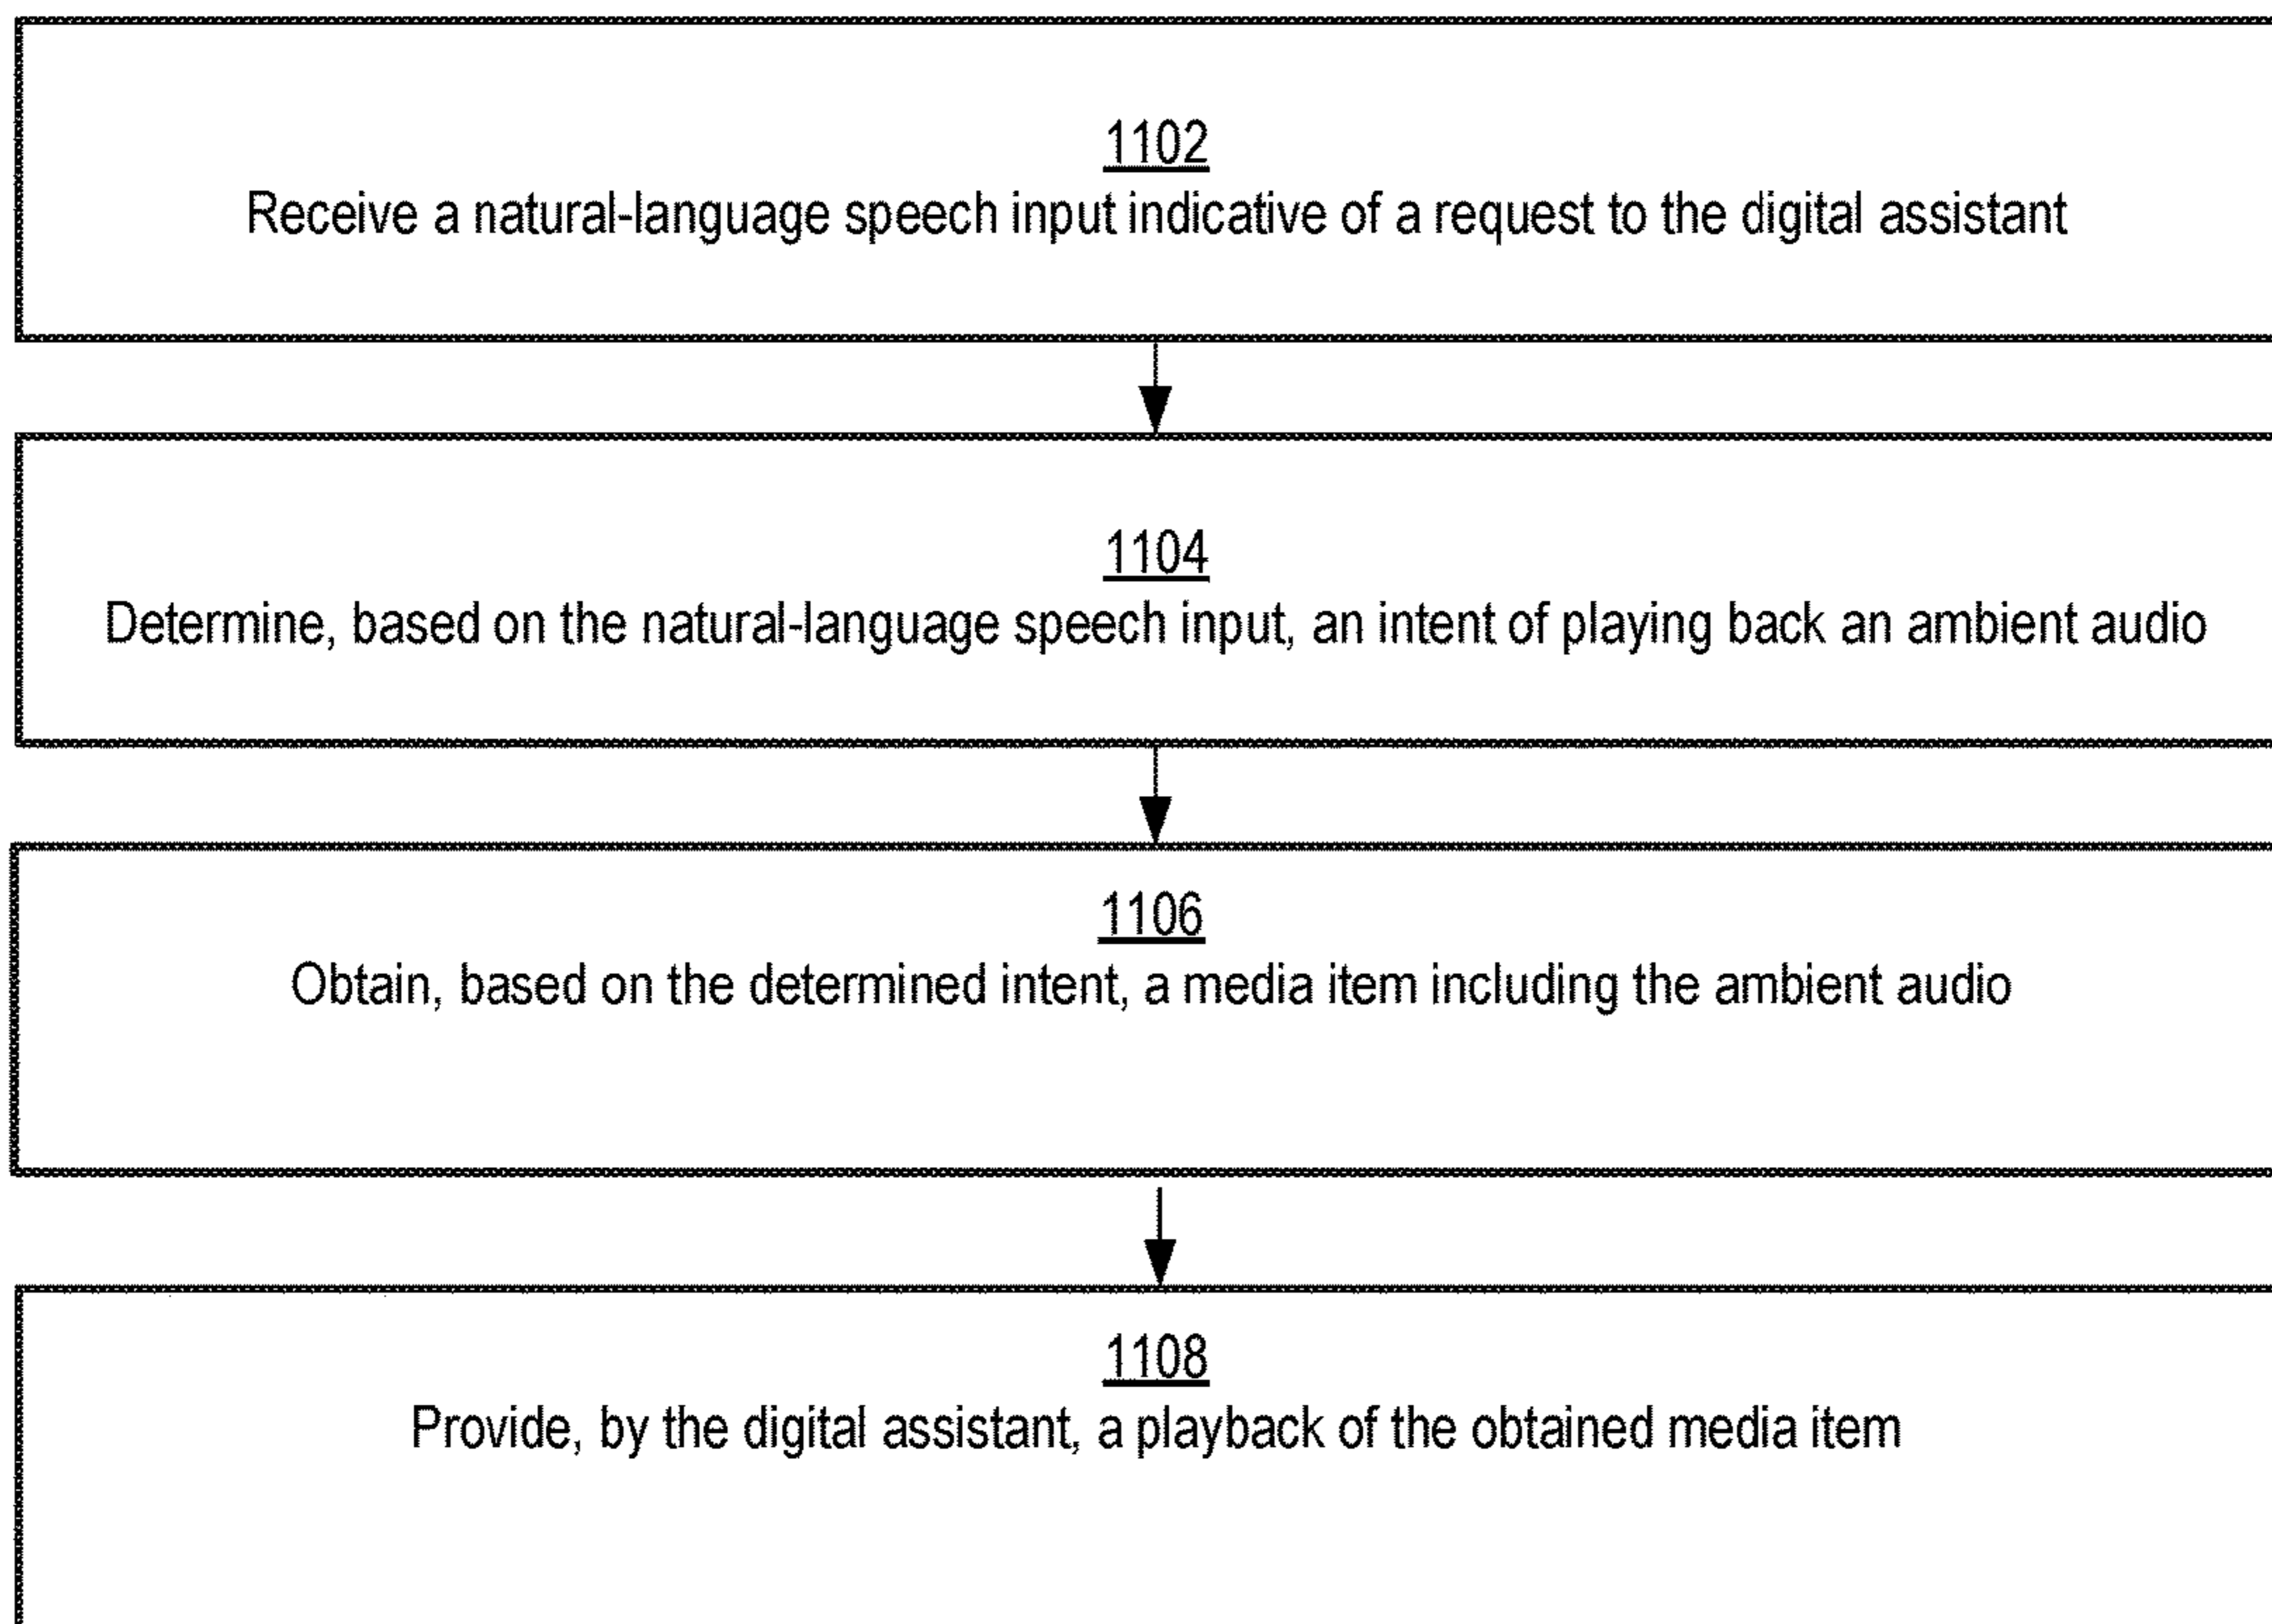 1102
Receive a natural-language speech input indicative of a request to the digital assistant
1104
Determine, based on the natural-language speech input, an intent of playing back an ambient audio
1106
Obtain, based on the determined intent, a media item including the ambient audio
1108
Provide, by the digital assistant, a playback of the obtained media item